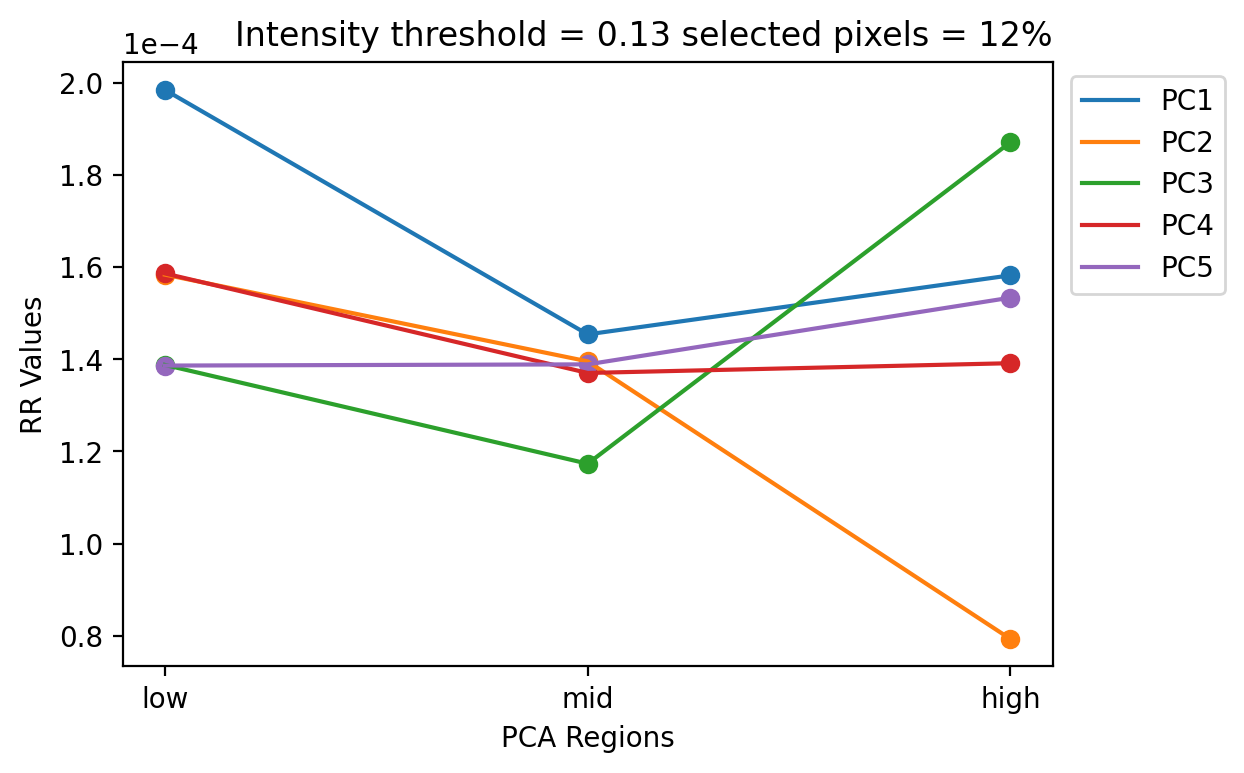 1e−4
Intensity threshold = 0.13 selected pixels = 12%
2.0
1.8
1.6
1.4
1.2
1.0
0.8
RR Values
low
mid
high
PCA Regions
PC1
PC2
PC3
PC4
PC5